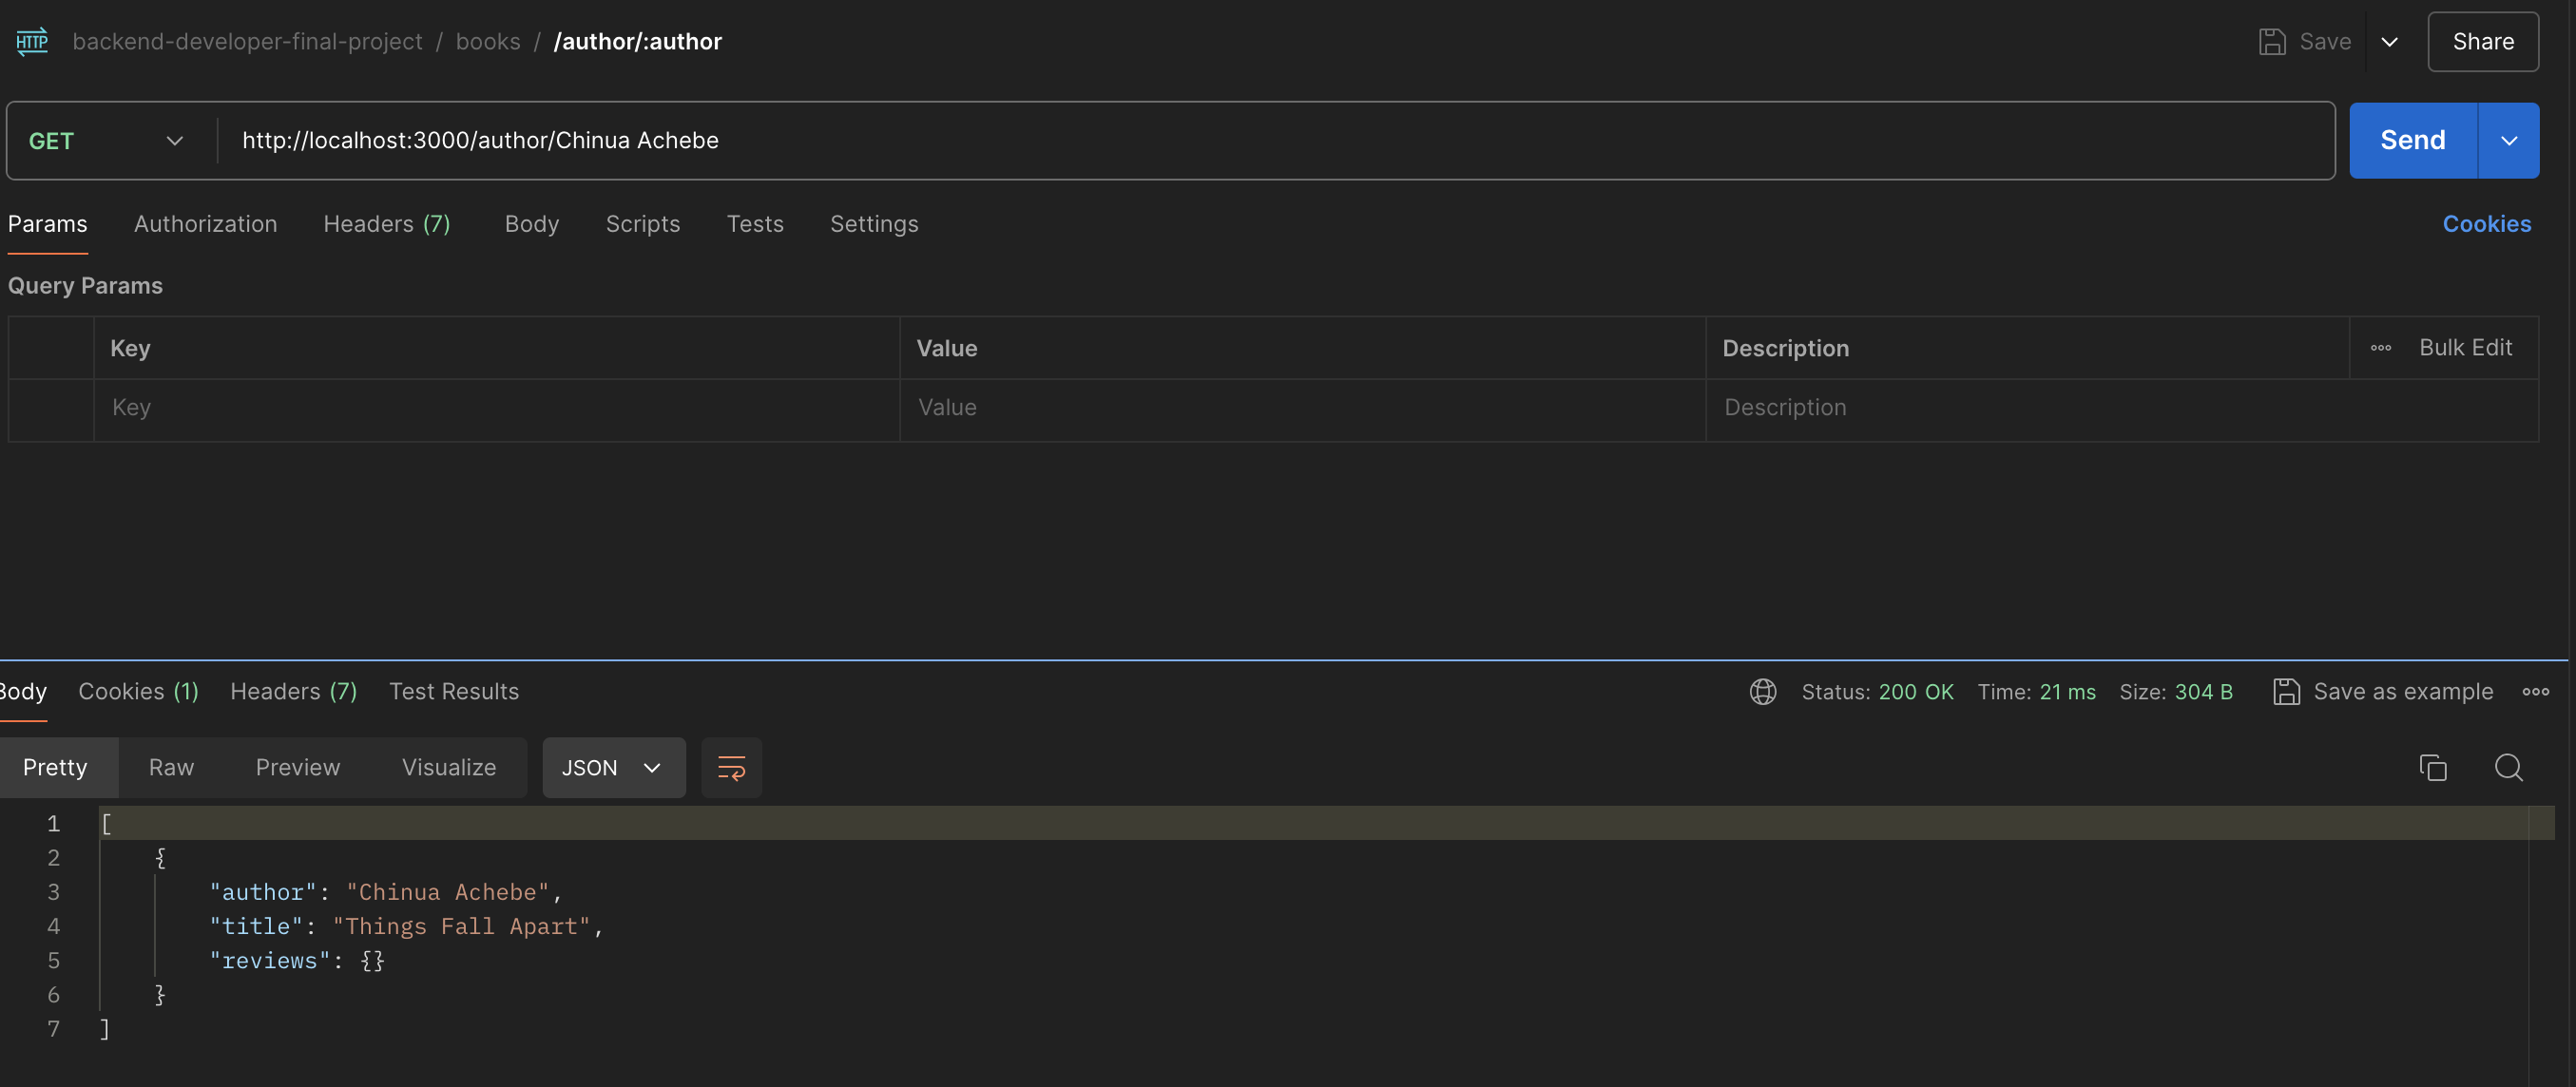 HTTP backend-developer-final-project / books / /author/:author Save Share
GET http://localhost:3000/author/Chinua Achebe Send
Params Authorization Headers (7) Body Scripts Tests Settings Cookies
Query Params
Key Value Description Bulk Edit
Key Value Description
Body Cookies (1) Headers (7) Test Results Status: 200 OK Time: 21 ms Size: 304 B Save as example
Pretty Raw Preview Visualize JSON
1 [
2 {
3 "author": "Chinua Achebe",
4 "title": "Things Fall Apart",
5 "reviews": {}
6 }
7 ]